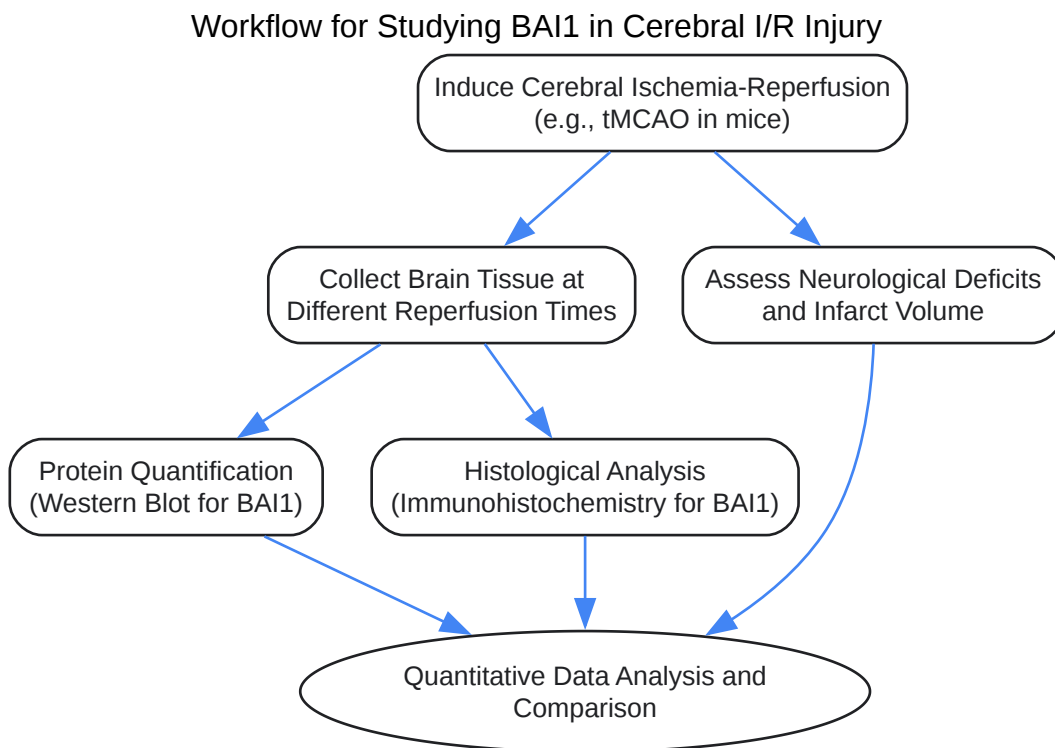 Workflow for Studying BAI1 in Cerebral I/R Injury
Induce Cerebral Ischemia-Reperfusion
(e.g., tMCAO in mice)
Collect Brain Tissue at
Different Reperfusion Times
Assess Neurological Deficits
and Infarct Volume
Protein Quantification
(Western Blot for BAI1)
Histological Analysis
(Immunohistochemistry for BAI1)
Quantitative Data Analysis and
Comparison